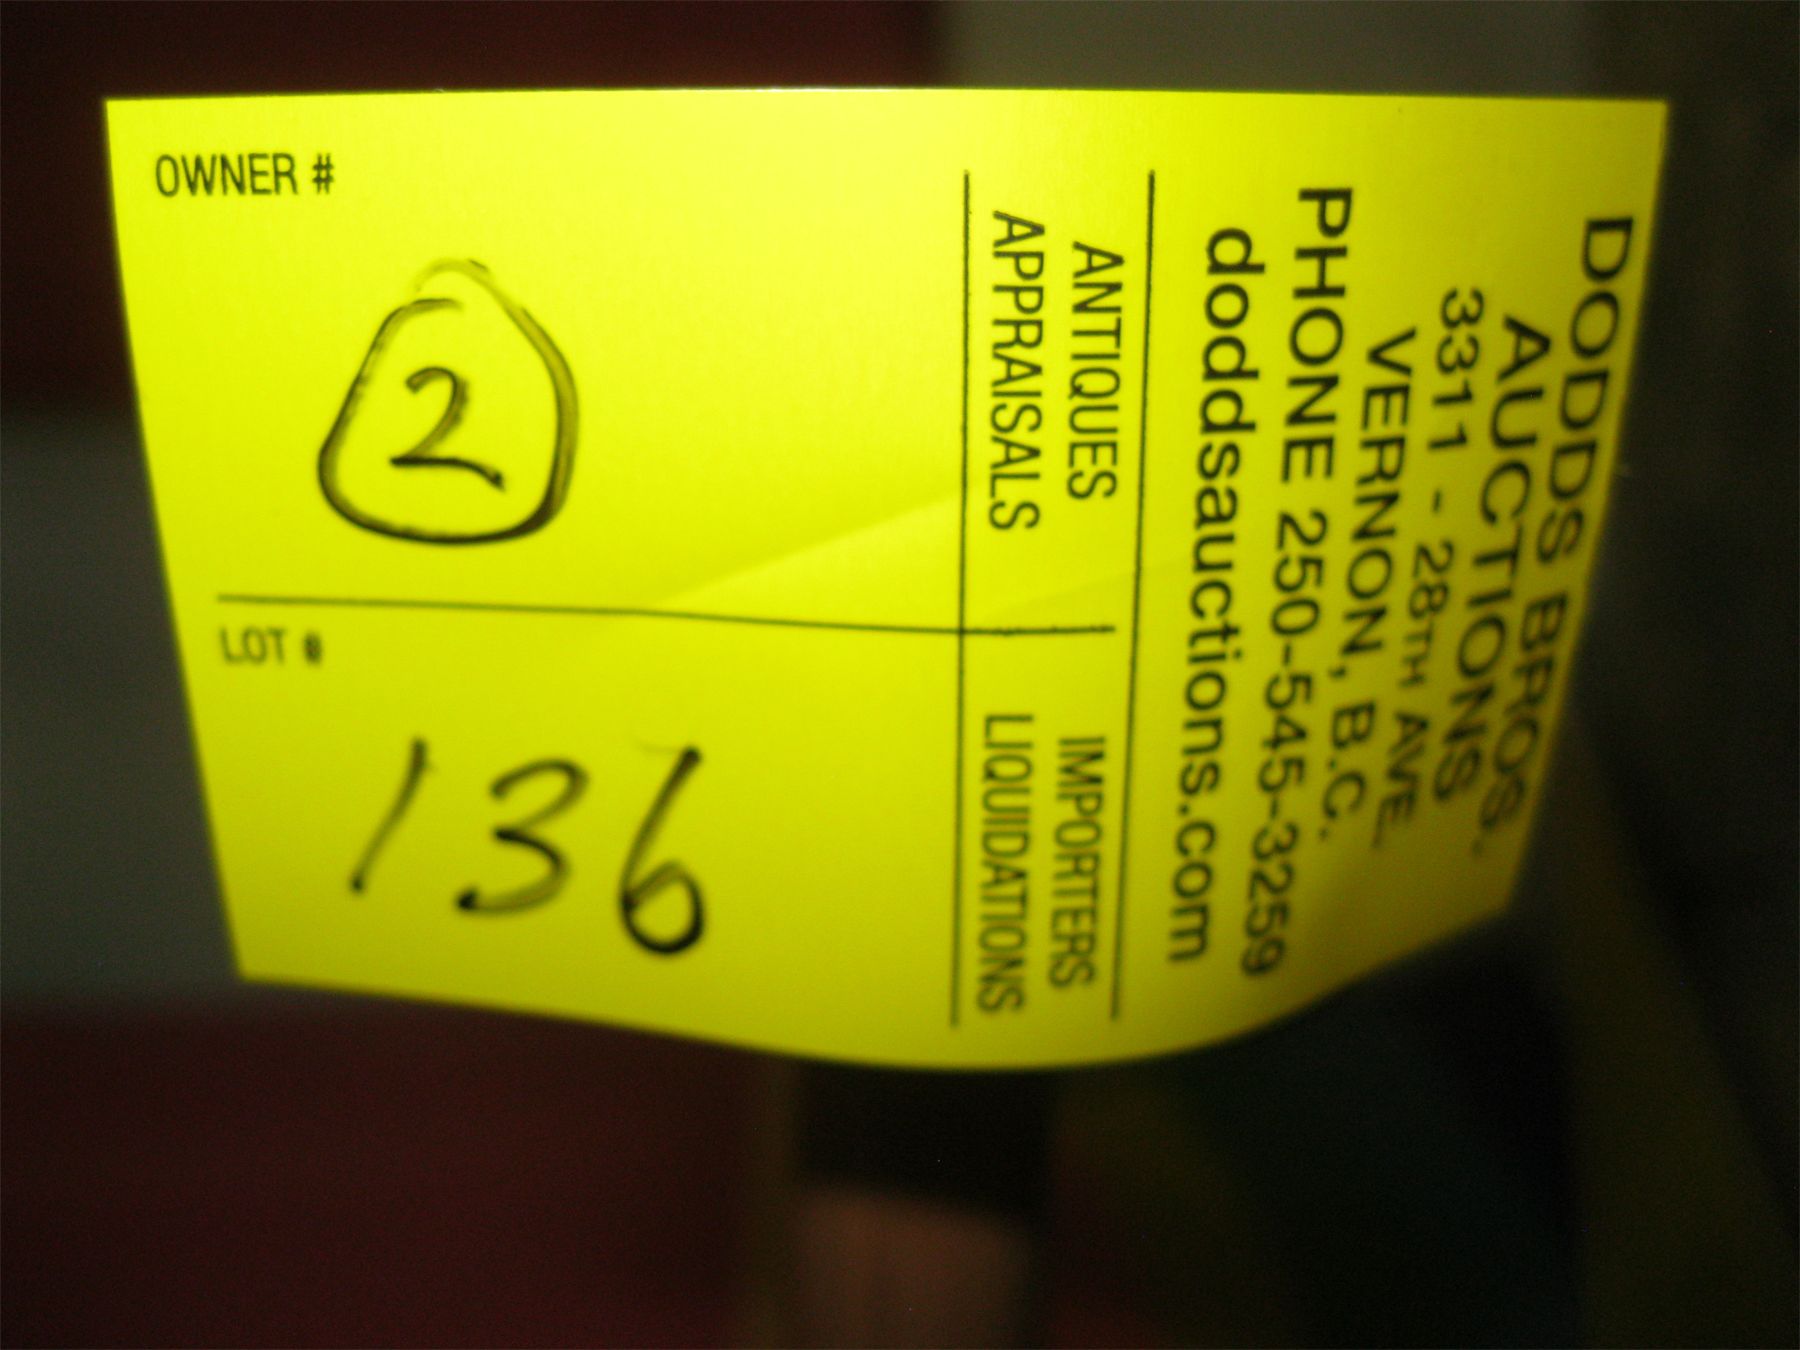 DODDS BROS.
AUCTIONS
3311 - 28TH AVE.
VERNON, B.C.
PHONE 250-545-3259
doddsauctions.com
ANTIQUES
APPRAISALS
IMPORTERS
LIQUIDATIONS
OWNER #
2
LOT #
136